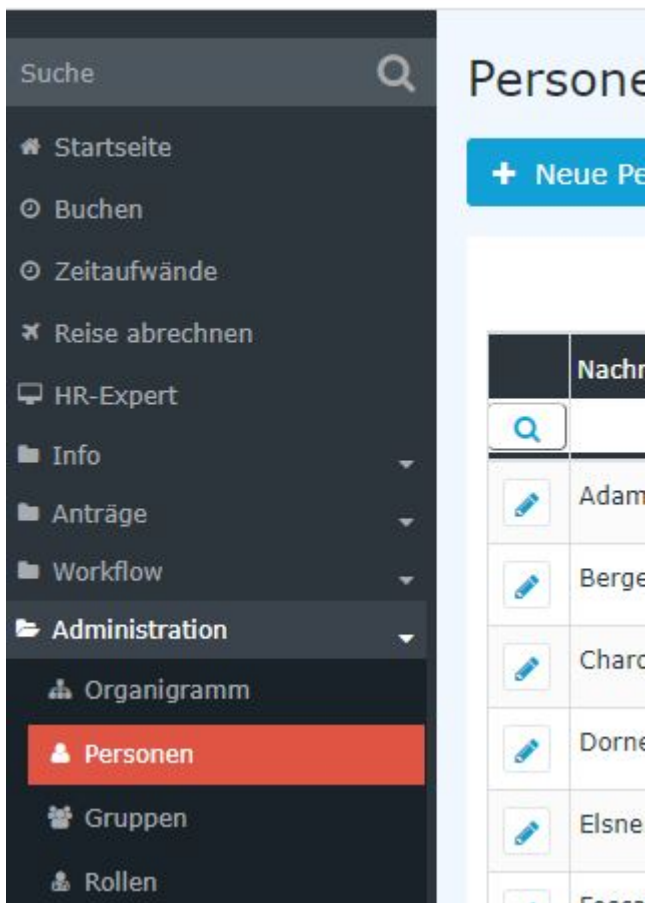 Suche
Startseite
Buchen
Zeitaufwände
Reise abrechnen
HR-Expert
Info
Anträge
Workflow
Administration
Organigramm
Personen
Gruppen
Rollen
Persone
+ Neue Pe
Nachn
Adam
Berge
Dorne
Elsne